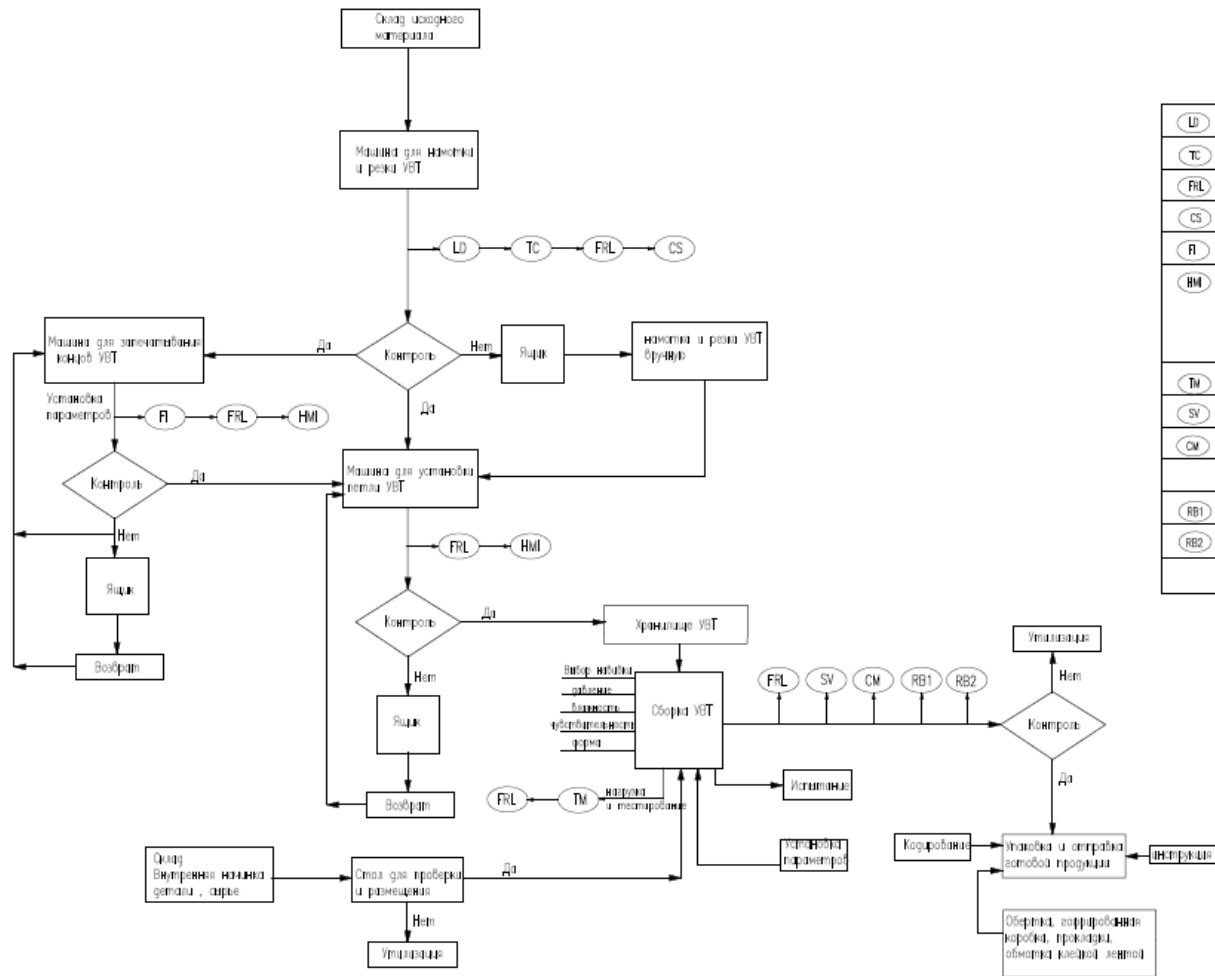 Склад исходного
материала
Машина для намотки
и резки УВТ
LD
TC
FRL
CS
Машина для запечатывания
концов УВТ
Да
Контроль
Нет
Ящик
намотка и резка УВТ
вручную
Установка
параметров
FI
FRL
HMI
Да
Контроль
Да
Машина для установки
петли УВТ
Нет
Ящик
Возврат
FRL
HMI
Контроль
Да
Хранилище УВТ
Нет
Ящик
Возврат
Выбор навивки
давление
влажность
чувствительность
форма
Сборка УВТ
FRL
SV
CM
RB1
RB2
Утилизация
Нет
Контроль
Да
FRL
TM
нагрузка
и тестирование
Испытание
Установка
параметров
Склад
Внутренняя начинка
детали , сырье
Стол для проверки
и размещения
Да
Нет
Утилизация
Кодирование
Упаковка и отправка
готовой продукции
инструкция
Обертка, гоффрированная
коробка, прокладки,
обмотка клейкой лентой
LD
TC
FRL
CS
FI
HMI
TM
SV
CM
RB1
RB2